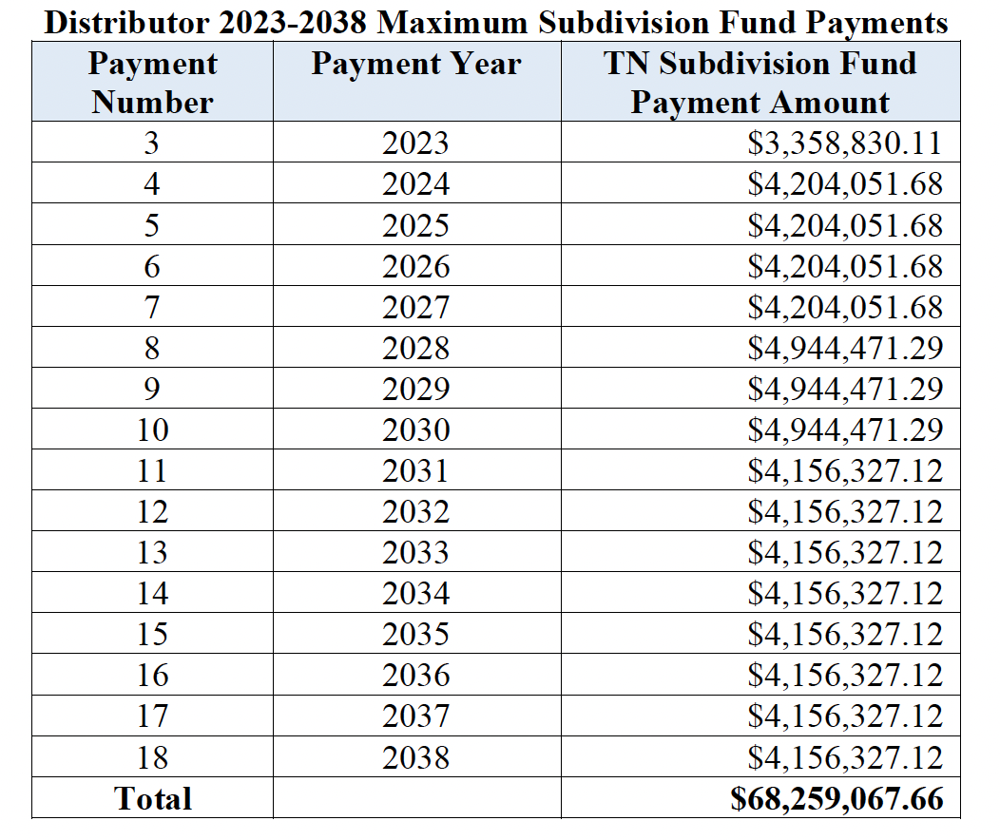 Distributor 2023-2038 Maximum Subdivision Fund Payments
Payment Number Payment Year TN Subdivision Fund Payment Amount
3 2023 $3,358,830.11
4 2024 $4,204,051.68
5 2025 $4,204,051.68
6 2026 $4,204,051.68
7 2027 $4,204,051.68
8 2028 $4,944,471.29
9 2029 $4,944,471.29
10 2030 $4,944,471.29
11 2031 $4,156,327.12
12 2032 $4,156,327.12
13 2033 $4,156,327.12
14 2034 $4,156,327.12
15 2035 $4,156,327.12
16 2036 $4,156,327.12
17 2037 $4,156,327.12
18 2038 $4,156,327.12
Total $68,259,067.66